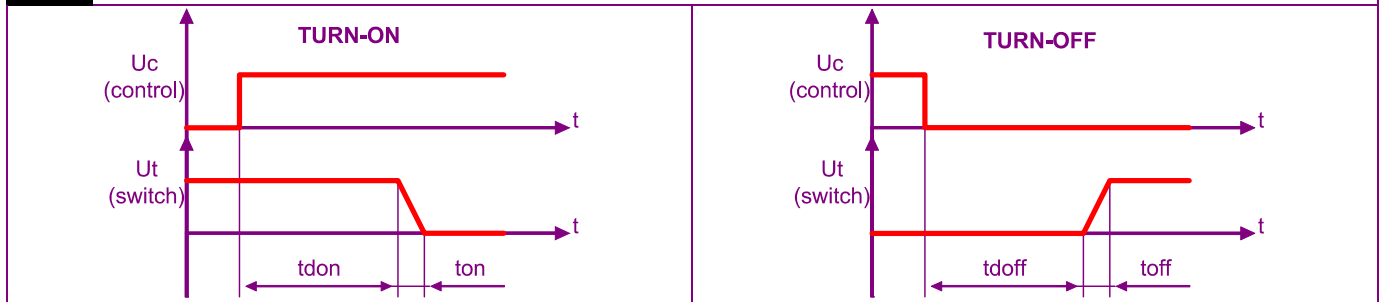 TURN-ON
Uc
(control)
t
Ut
(switch)
t
tdon
ton
TURN-OFF
Uc
(control)
t
Ut
(switch)
t
tdoff
toff